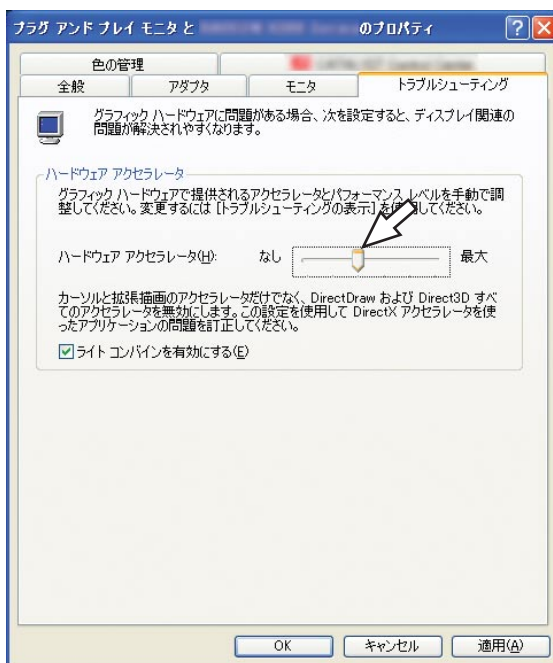 プラグ アンド プレイ モニタ と のプロパティ
色の管理
全般 アダプタ モニタ トラブルシューティング
グラフィック ハードウェアに問題がある場合、次を設定すると、ディスプレイ関連の
問題が解決されやすくなります。
ハードウェア アクセラレータ
グラフィック ハードウェアで提供されるアクセラレータとパフォーマンス レベルを手動で調
整してください。変更するには [トラブルシューティングの表示] を使用してください。
ハードウェア アクセラレータ(H): なし 最大
カーソルと拡張描画のアクセラレータだけでなく、DirectDraw および Direct3D すべ
てのアクセラレータを無効にします。この設定を使用して DirectX アクセラレータを使
ったアプリケーションの問題を訂正してください。
ライト コンバインを有効にする(E)
OK キャンセル 適用(A)